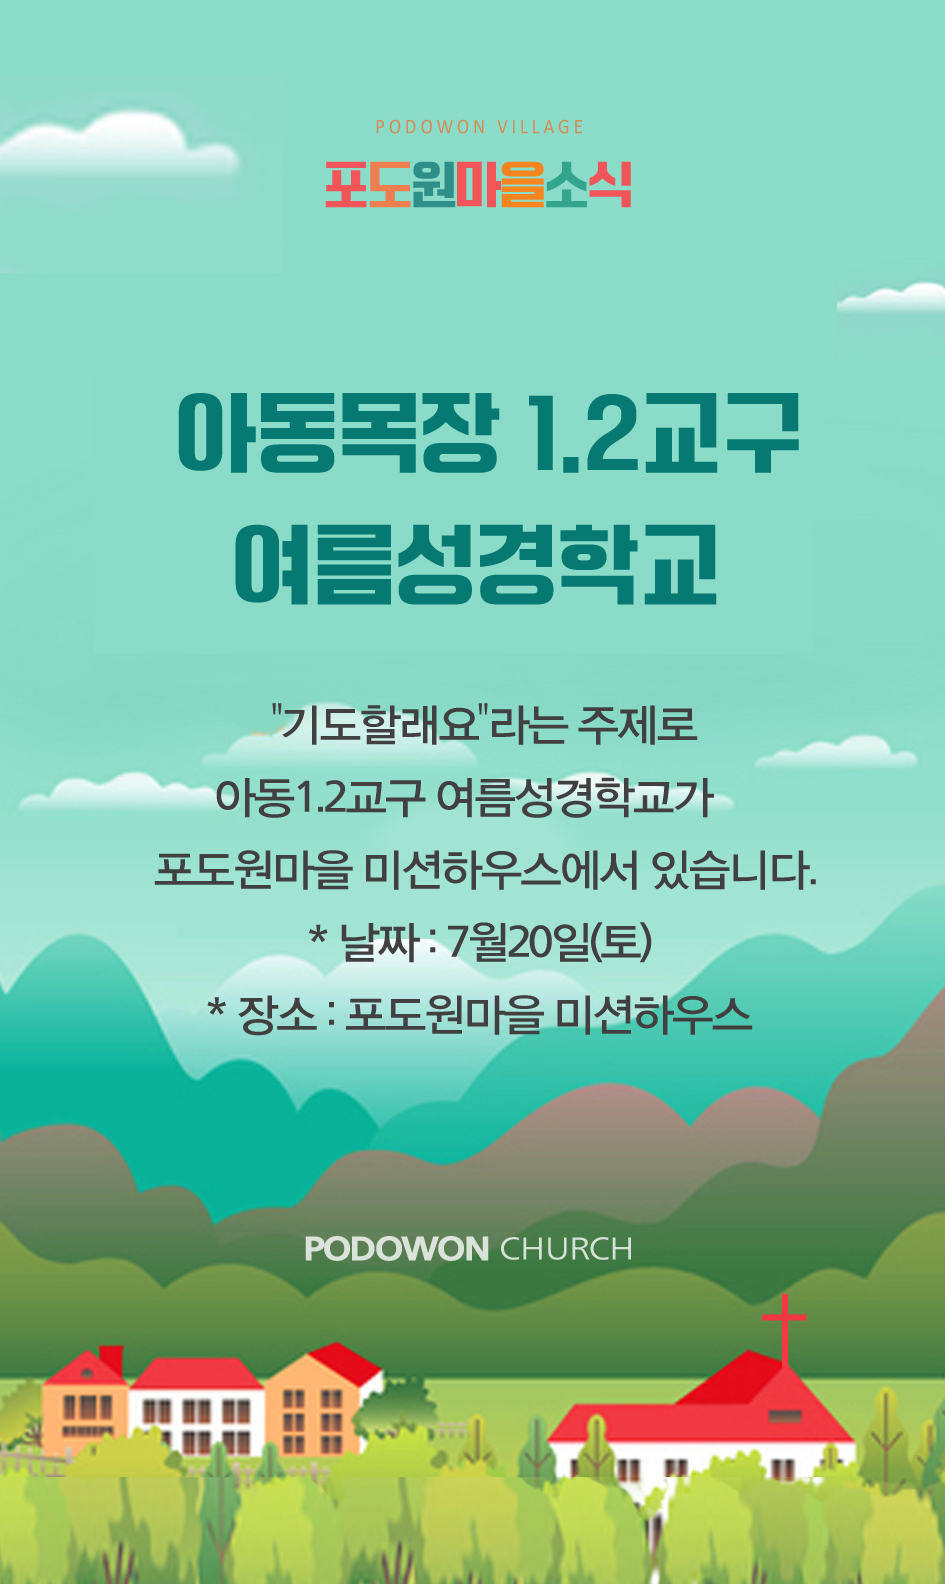 PODOWON VILLAGE
포도원마을소식
아동목장 1.2교구
여름성경학교
"기도할래요"라는 주제로
아동1.2교구 여름성경학교가
포도원마을 미션하우스에서 있습니다.
* 날짜 : 7월20일(토)
* 장소 : 포도원마을 미션하우스
PODOWON CHURCH